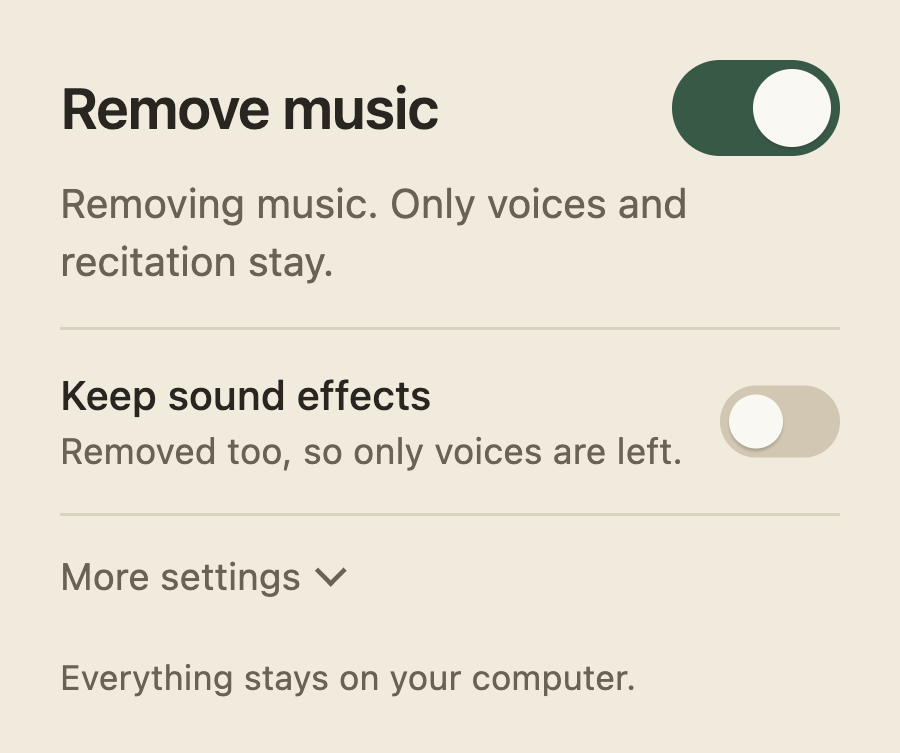 Remove music
Removing music. Only voices and
recitation stay.
Keep sound effects
Removed too, so only voices are left.
More settings
Everything stays on your computer.